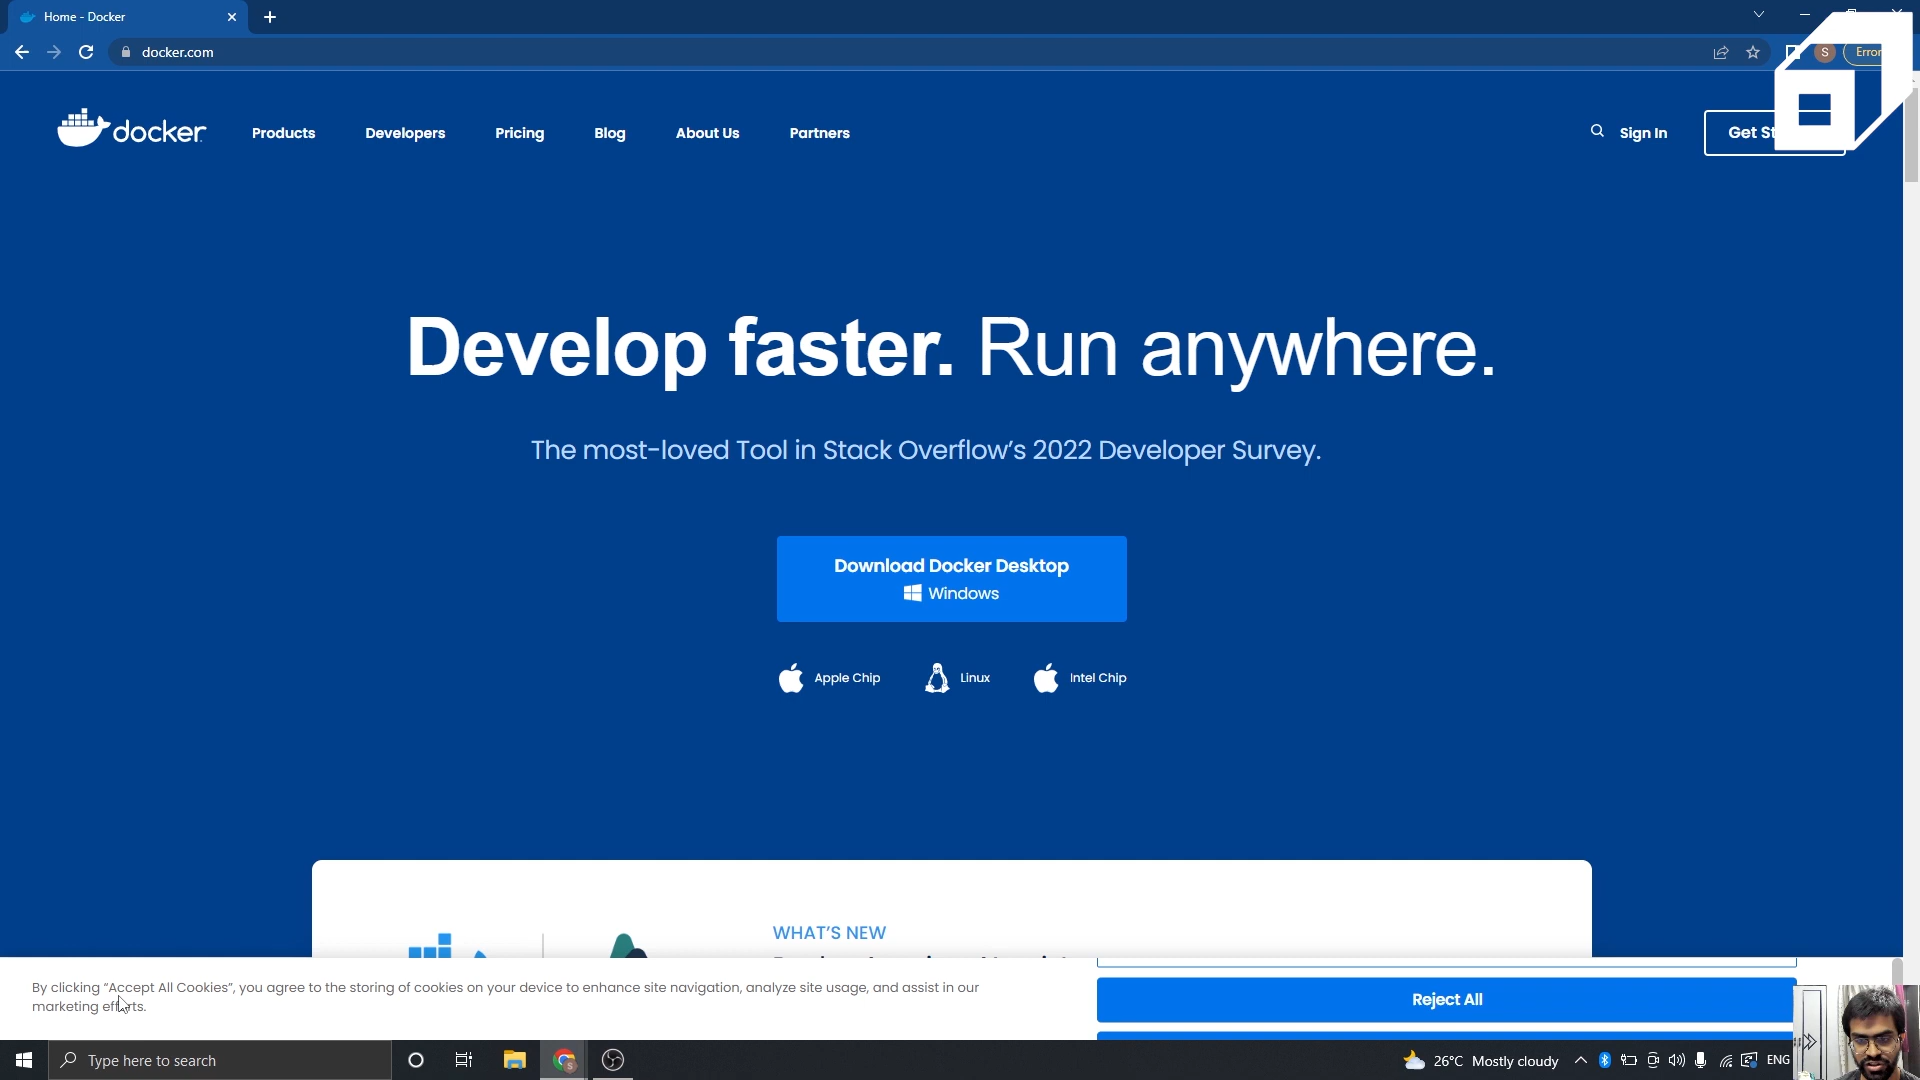 Home - Docker
docker.com
S
Error
docker
Products
Developers
Pricing
Blog
About Us
Partners
Sign In
Get St
Develop faster. Run anywhere.
The most-loved Tool in Stack Overflow's 2022 Developer Survey.
Download Docker Desktop
Windows
Apple Chip
Linux
Intel Chip
WHAT'S NEW
By clicking “Accept All Cookies”, you agree to the storing of cookies on your device to enhance site navigation, analyze site usage, and assist in our
marketing efforts.
Reject All
Type here to search
26°C Mostly cloudy
ENG